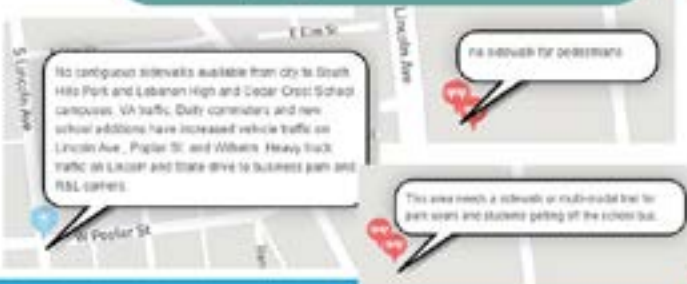 E Elm St
S Lincoln Ave
No contiguous sidewalks available from city to South
Hills Park and Lebanon High and Cedar Crest School
campuses. VA traffic, Daily commuters and new
school additions have increased vehicle traffic on
Lincoln Ave., Poplar St. and Wilhelm. Heavy truck
traffic on Lincoln and State drive to business park and
R&L carriers.
W Poplar St
Lincoln Ave
no sidewalk for pedestrians
This area needs a sidewalk or multi-modal trail for
park users and students getting off the school bus.